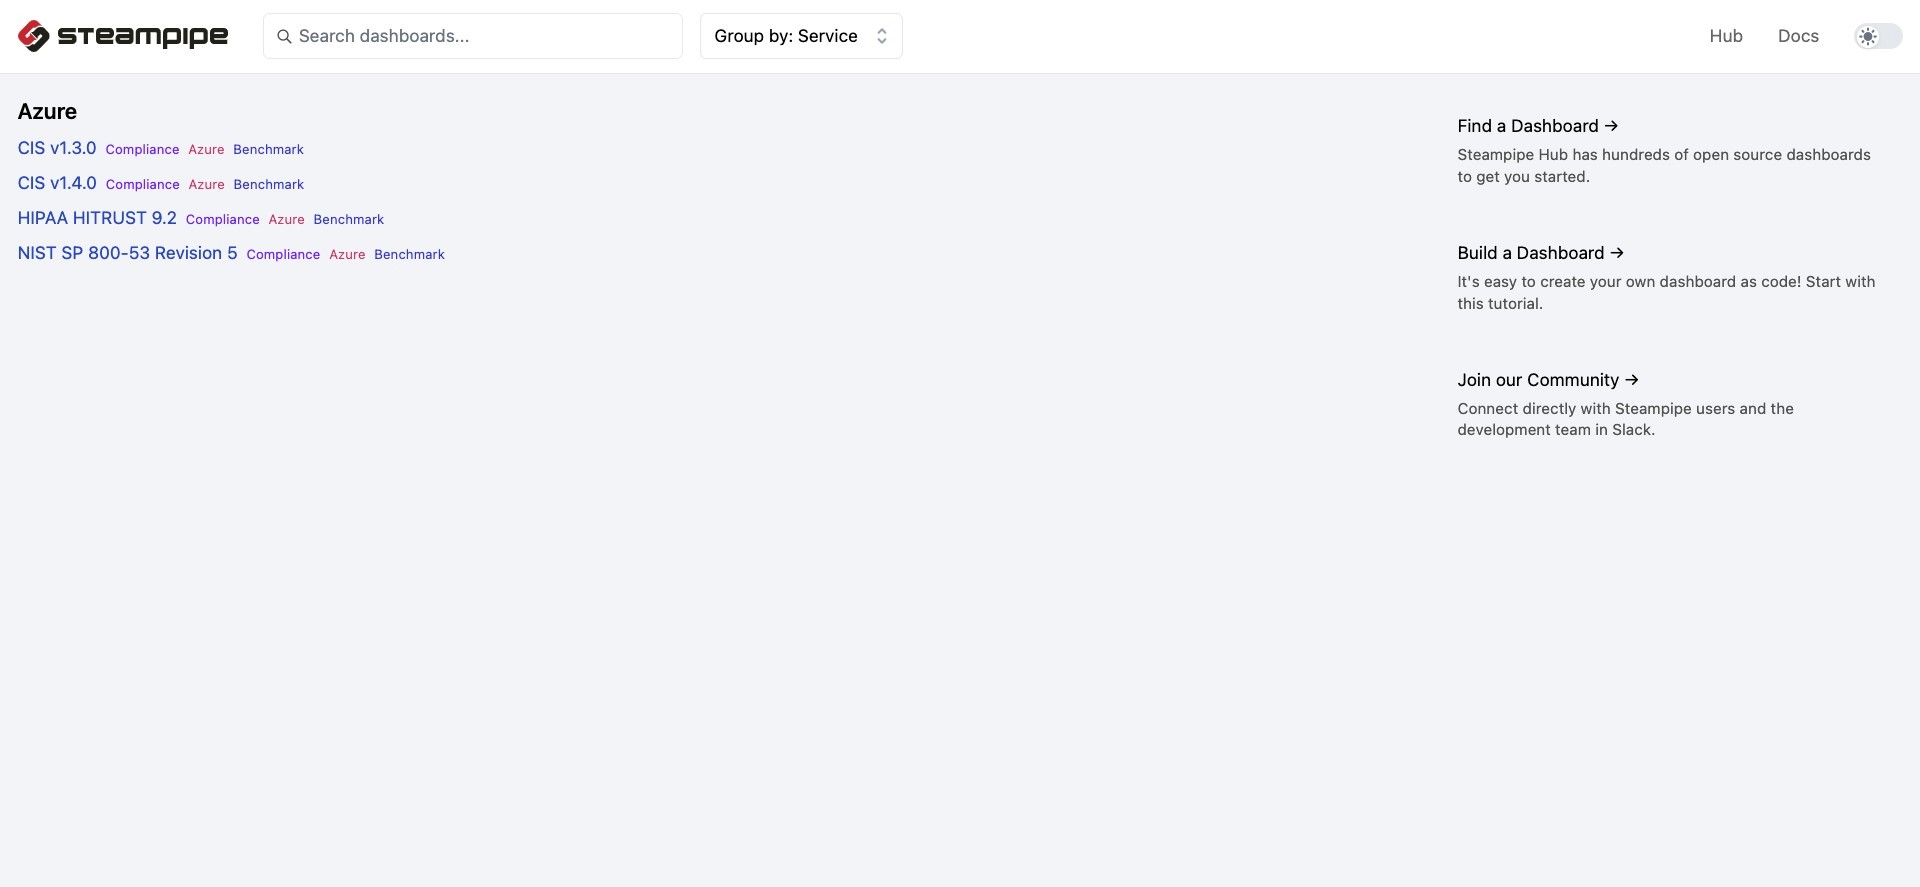 steampipe
Search dashboards...
Group by: Service
Hub
Docs
Azure
CIS v1.3.0 Compliance Azure Benchmark
CIS v1.4.0 Compliance Azure Benchmark
HIPAA HITRUST 9.2 Compliance Azure Benchmark
NIST SP 800-53 Revision 5 Compliance Azure Benchmark
Find a Dashboard →
Steampipe Hub has hundreds of open source dashboards
to get you started.
Build a Dashboard →
It's easy to create your own dashboard as code! Start with
this tutorial.
Join our Community →
Connect directly with Steampipe users and the
development team in Slack.